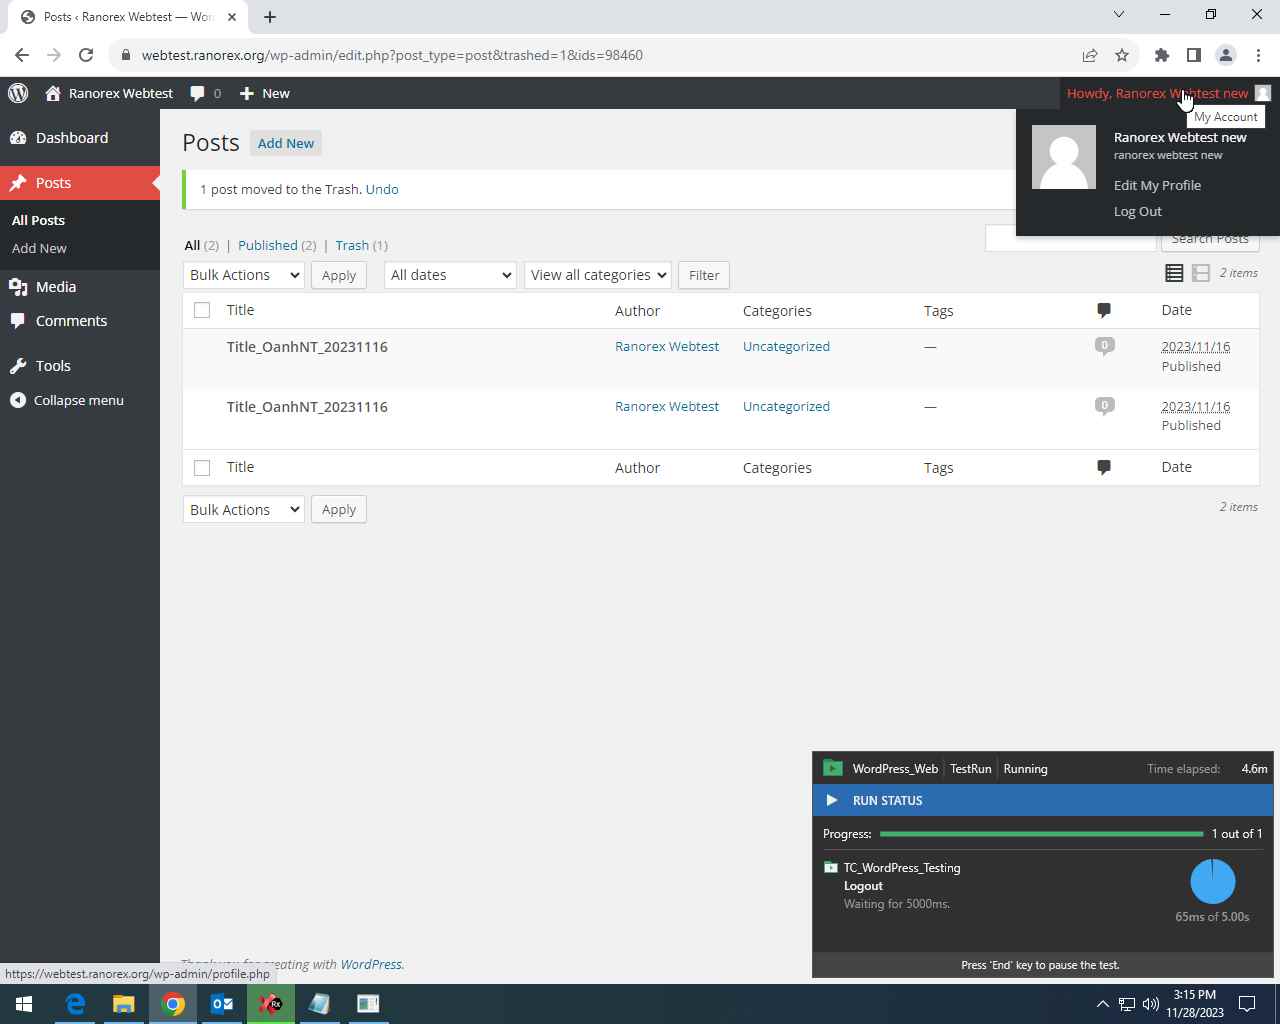 Posts ‹ Ranorex Webtest — Wor
webtest.ranorex.org/wp-admin/edit.php?post_type=post&trashed=1&ids=98460
Ranorex Webtest 0 New
Howdy, Ranorex Webtest new
My Account
Ranorex Webtest new
ranorex webtest new
Edit My Profile
Log Out
Dashboard
Posts
All Posts
Add New
Media
Comments
Tools
Collapse menu
Posts Add New
1 post moved to the Trash. Undo
All (2) | Published (2) | Trash (1)
Search Posts
Bulk Actions Apply All dates View all categories Filter 2 items
Title Author Categories Tags Date
Title_OanhNT_20231116 Ranorex Webtest Uncategorized — 0 2023/11/16
Published
Title_OanhNT_20231116 Ranorex Webtest Uncategorized — 0 2023/11/16
Published
Title Author Categories Tags Date
Bulk Actions Apply 2 items
WordPress_Web TestRun Running Time elapsed: 4.6m
RUN STATUS
Progress: 1 out of 1
TC_WordPress_Testing
Logout
Waiting for 5000ms.
65ms of 5.00s
Press 'End' key to pause the test.
Thank you for creating with WordPress.
https://webtest.ranorex.org/wp-admin/profile.php
Rx
3:15 PM
11/28/2023